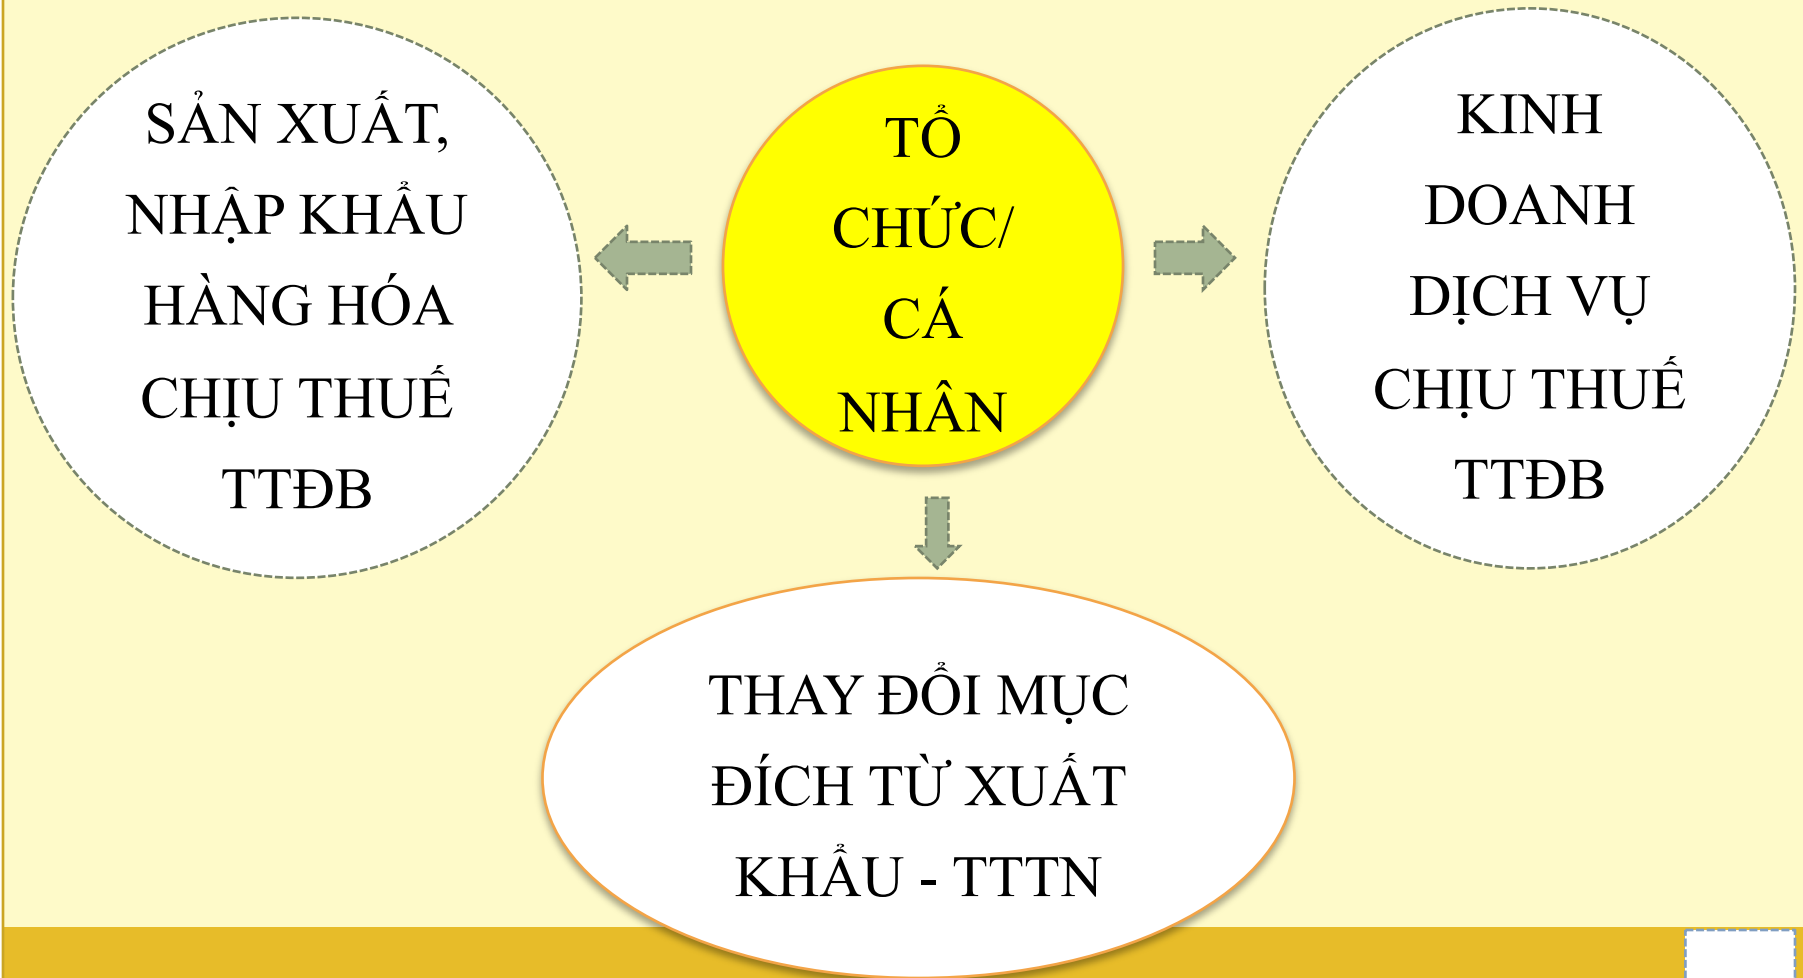 SẢN XUẤT,
NHẬP KHẨU
HÀNG HÓA
CHỊU THUẾ
TTĐB
TỔ
CHỨC/
CÁ
NHÂN
KINH
DOANH
DỊCH VỤ
CHỊU THUẾ
TTĐB
THAY ĐỔI MỤC
ĐÍCH TỪ XUẤT
KHẨU - TTTN